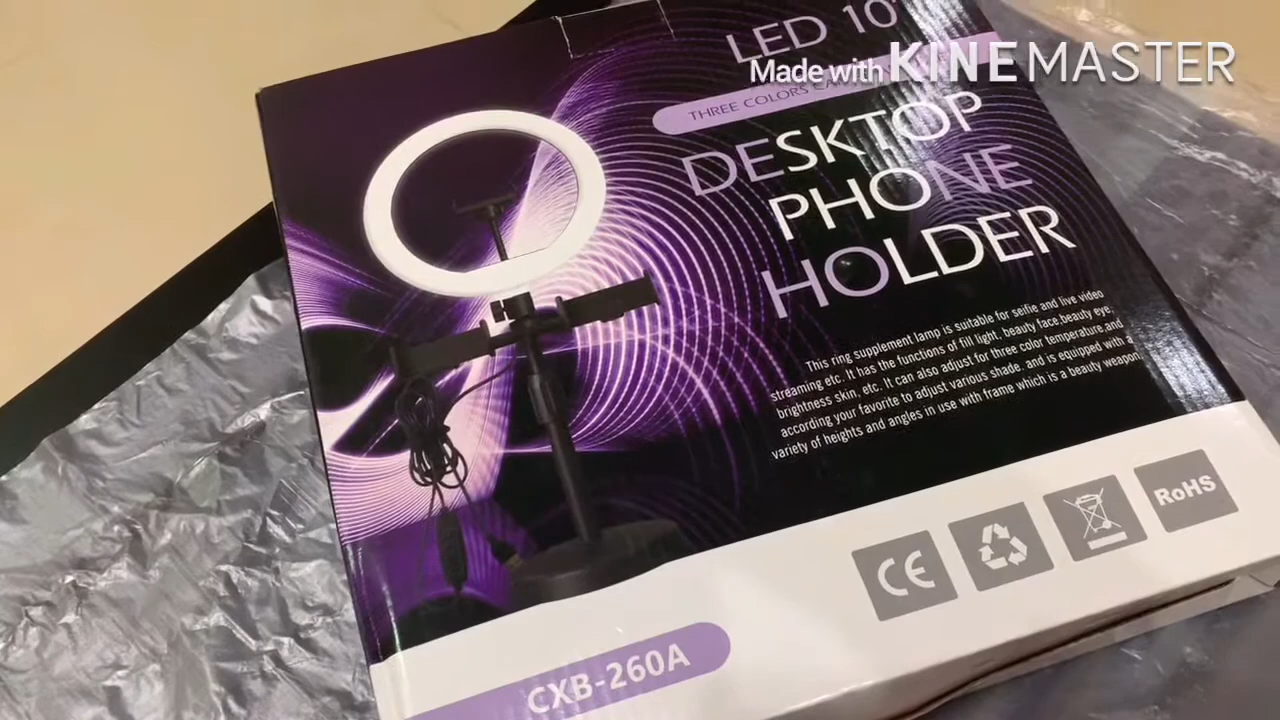 LED 10"
Made with KINEMASTER
THREE COLORS
DESKTOP
PHONE
HOLDER
This ring supplement lamp is suitable for selfie and live video
streaming etc. It has the functions of fill light, beauty face,beauty eye,
brightness skin, etc. It can also adjust for three color temperature,and
according your favorite to adjust various shade. and is equipped with a
variety of heights and angles in use with frame which is a beauty weapon.
CE
RoHS
CXB-260A